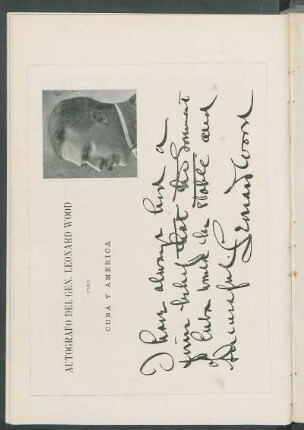 AUTOGRAFO DEL GEN. LEONARD WOOD
PARA
CUBA Y AMERICA
I have always had a
firm belief that the Government
of Cuba would be stable and
successful
Leonard Wood